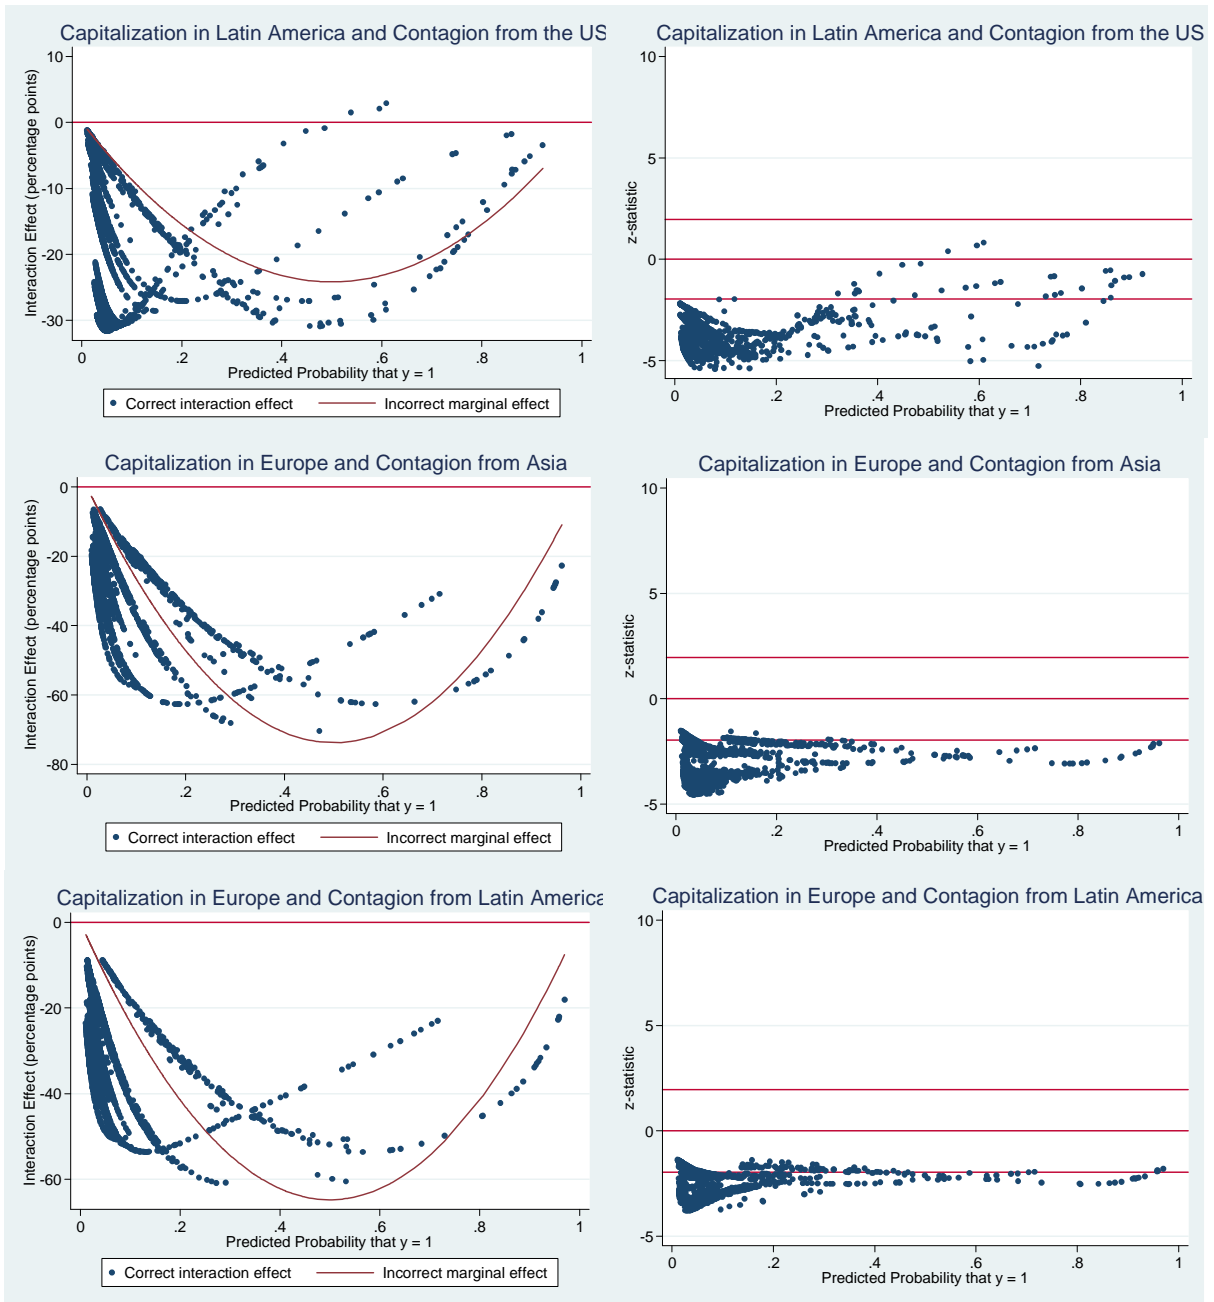 Capitalization in Latin America and Contagion from the US
Interaction Effect (percentage points)
10
0
-10
-20
-30
0 .2 .4 .6 .8 1
Predicted Probability that y = 1
Correct interaction effect Incorrect marginal effect
Capitalization in Latin America and Contagion from the US
z-statistic
10
5
0
-5
0 .2 .4 .6 .8 1
Predicted Probability that y = 1
Capitalization in Europe and Contagion from Asia
Interaction Effect (percentage points)
0
-20
-40
-60
-80
0 .2 .4 .6 .8 1
Predicted Probability that y = 1
Correct interaction effect Incorrect marginal effect
Capitalization in Europe and Contagion from Asia
z-statistic
10
5
0
-5
0 .2 .4 .6 .8 1
Predicted Probability that y = 1
Capitalization in Europe and Contagion from Latin America
Interaction Effect (percentage points)
0
-20
-40
-60
0 .2 .4 .6 .8 1
Predicted Probability that y = 1
Correct interaction effect Incorrect marginal effect
Capitalization in Europe and Contagion from Latin America
z-statistic
10
5
0
-5
0 .2 .4 .6 .8 1
Predicted Probability that y = 1